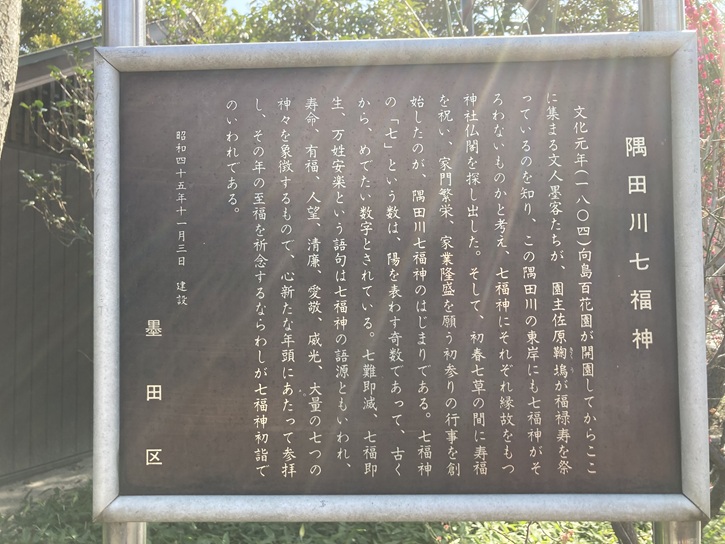 隅田川七福神
文化元年(一八〇四)向島百花園が開園してからここ
に集まる文人墨客たちが、園主佐原鞠塢が福禄寿を祭
っているのを知り、この隅田川の東岸にも七福神がそ
ろわないものかと考え、七福神にそれぞれ縁故をもつ
神社仏閣を探し出した。そして、初春七草の間に寿福
を祝い、家門繁栄、家業隆盛を願う初参りの行事を創
始したのが、隅田川七福神のはじまりである。七福神
の「七」という数は、陽を表わす奇数であって、古く
から、めでたい数字とされている。七難即滅、七福即
生、万姓安楽という語句は七福神の語源ともいわれ、
寿命、有福、人望、清廉、愛敬、威光、大量の七つの
神々を象徴するもので、心新たな年頭にあたって参拝
し、その年の至福を祈念するならわしが七福神初詣で
のいわれである。
昭和四十五年十一月三日 建設
墨田区